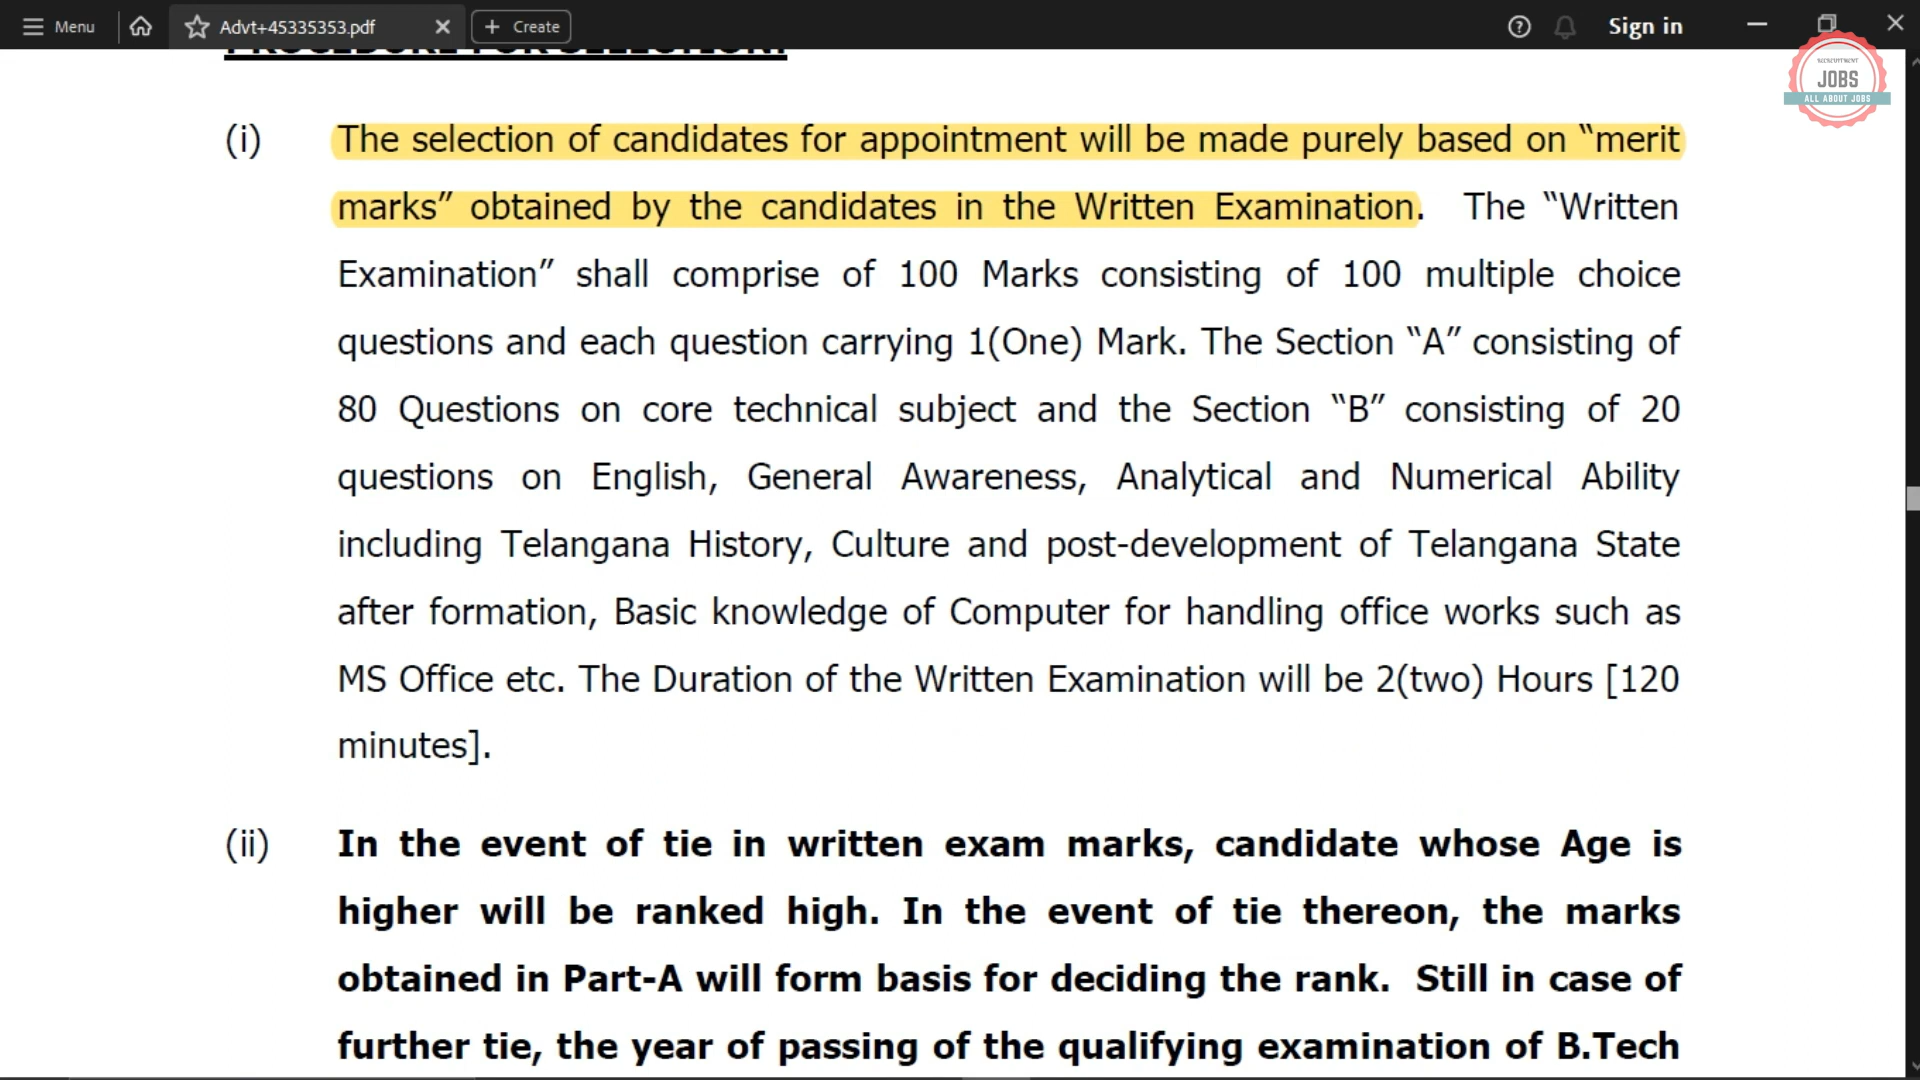 Menu
Advt+45335353.pdf
Create
Sign in
RECRUITMENT
JOBS
ALL ABOUT JOBS
PROCEDURE FOR SELECTION:
(i) The selection of candidates for appointment will be made purely based on “merit
marks” obtained by the candidates in the Written Examination. The “Written
Examination” shall comprise of 100 Marks consisting of 100 multiple choice
questions and each question carrying 1(One) Mark. The Section “A” consisting of
80 Questions on core technical subject and the Section “B” consisting of 20
questions on English, General Awareness, Analytical and Numerical Ability
including Telangana History, Culture and post-development of Telangana State
after formation, Basic knowledge of Computer for handling office works such as
MS Office etc. The Duration of the Written Examination will be 2(two) Hours [120
minutes].
(ii) In the event of tie in written exam marks, candidate whose Age is
higher will be ranked high. In the event of tie thereon, the marks
obtained in Part-A will form basis for deciding the rank. Still in case of
further tie, the year of passing of the qualifying examination of B.Tech